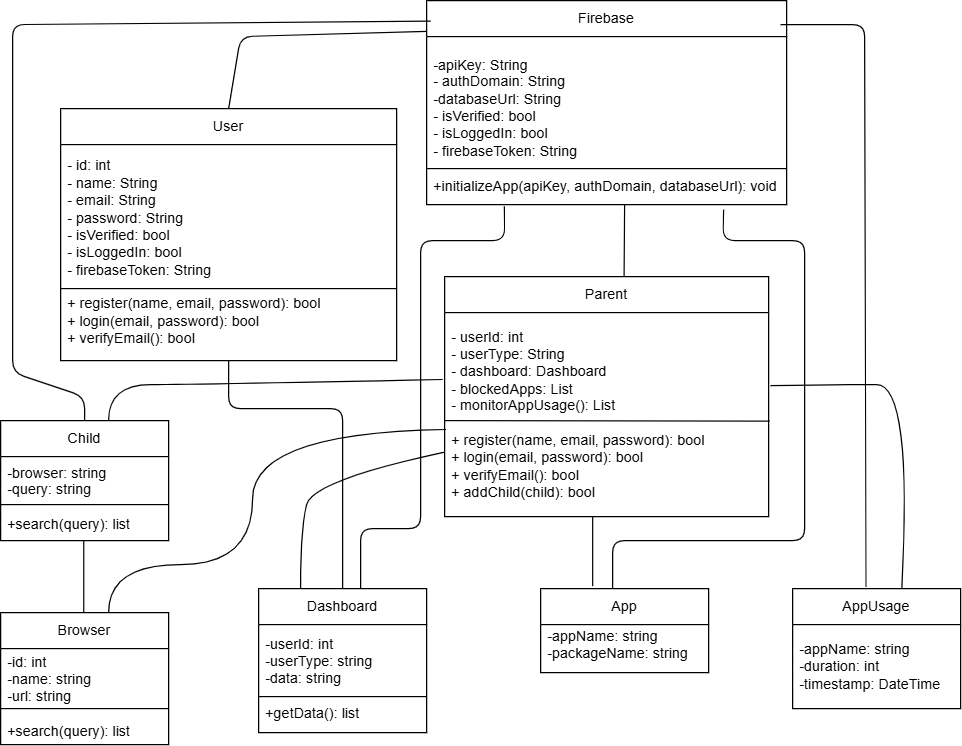 Firebase
-apiKey: String
- authDomain: String
-databaseUrl: String
- isVerified: bool
- isLoggedIn: bool
- firebaseToken: String
+initializeApp(apiKey, authDomain, databaseUrl): void
User
- id: int
- name: String
- email: String
- password: String
- isVerified: bool
- isLoggedIn: bool
- firebaseToken: String
+ register(name, email, password): bool
+ login(email, password): bool
+ verifyEmail(): bool
Parent
- userId: int
- userType: String
- dashboard: Dashboard
- blockedApps: List
- monitorAppUsage(): List
+ register(name, email, password): bool
+ login(email, password): bool
+ verifyEmail(): bool
+ addChild(child): bool
Child
-browser: string
-query: string
+search(query): list
Browser
-id: int
-name: string
-url: string
+search(query): list
Dashboard
-userId: int
-userType: string
-data: string
+getData(): list
App
-appName: string
-packageName: string
AppUsage
-appName: string
-duration: int
-timestamp: DateTime